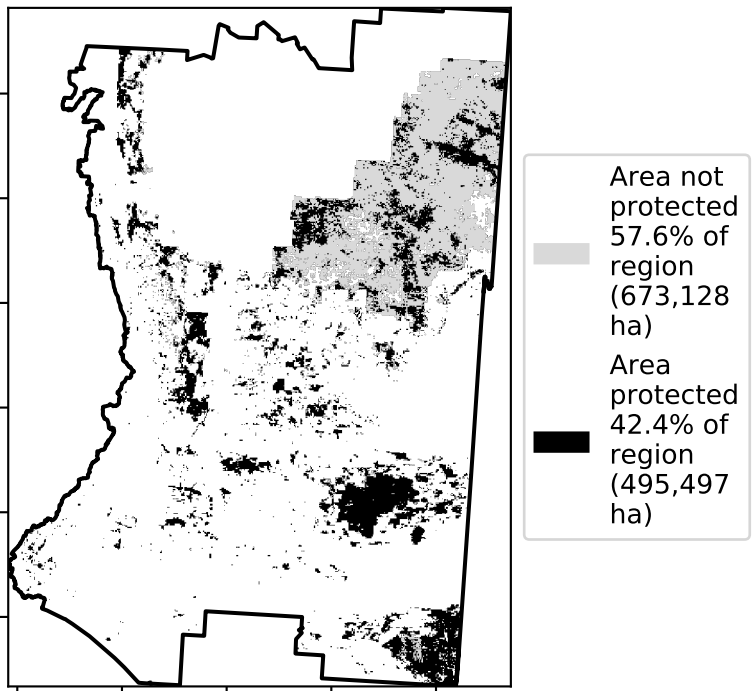 Area not
protected
57.6% of
region
(673,128
ha)
Area
protected
42.4% of
region
(495,497
ha)